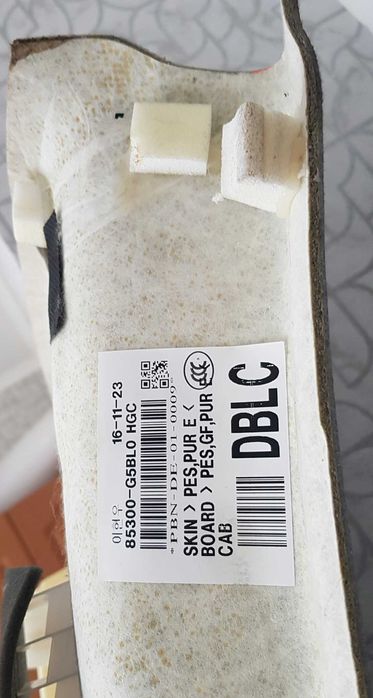 이현우 16-11-23
85300-G5BL0 HGC
*PBN-DE-01-0009*
SKIN > PES,PUR E <
BOARD > PES,GF,PUR E
CAB
DBLC